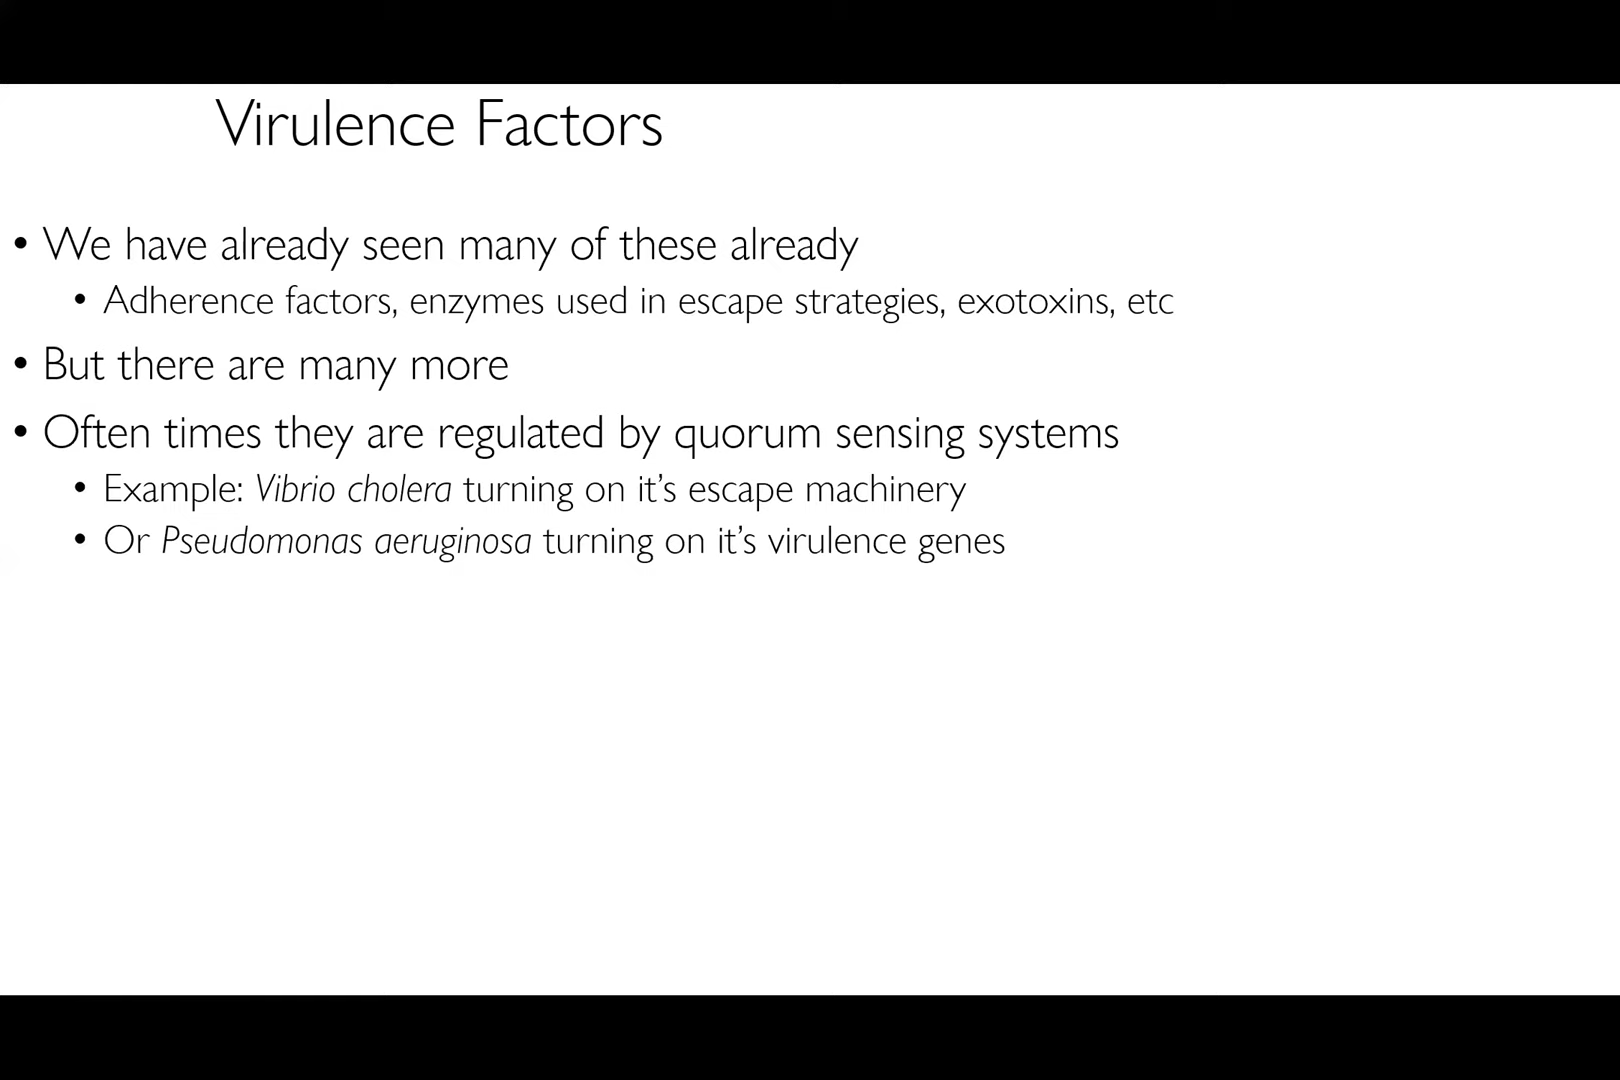 Virulence Factors
• We have already seen many of these already
• Adherence factors, enzymes used in escape strategies, exotoxins, etc
• But there are many more
• Often times they are regulated by quorum sensing systems
• Example: Vibrio cholera turning on it’s escape machinery
• Or Pseudomonas aeruginosa turning on it’s virulence genes